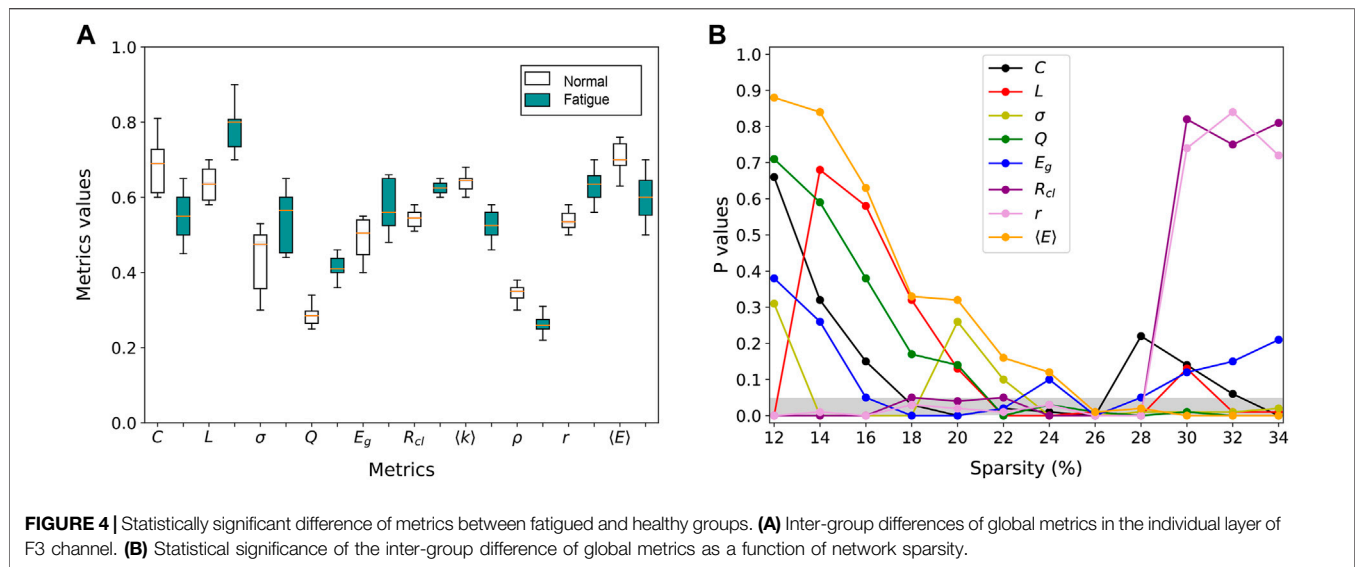 A
1.0
0.8
0.6
0.4
0.2
0.0
Metrics values
Normal
Fatigue
C L σ Q E_g R_cl ⟨k⟩ ρ r ⟨E⟩
Metrics
B
1.0
0.9
0.8
0.7
0.6
0.5
0.4
0.3
0.2
0.1
0.0
P values
C
L
σ
Q
E_g
R_cl
r
⟨E⟩
12 14 16 18 20 22 24 26 28 30 32 34
Sparsity (%)
FIGURE 4 | Statistically significant difference of metrics between fatigued and healthy groups. (A) Inter-group differences of global metrics in the individual layer of
F3 channel. (B) Statistical significance of the inter-group difference of global metrics as a function of network sparsity.